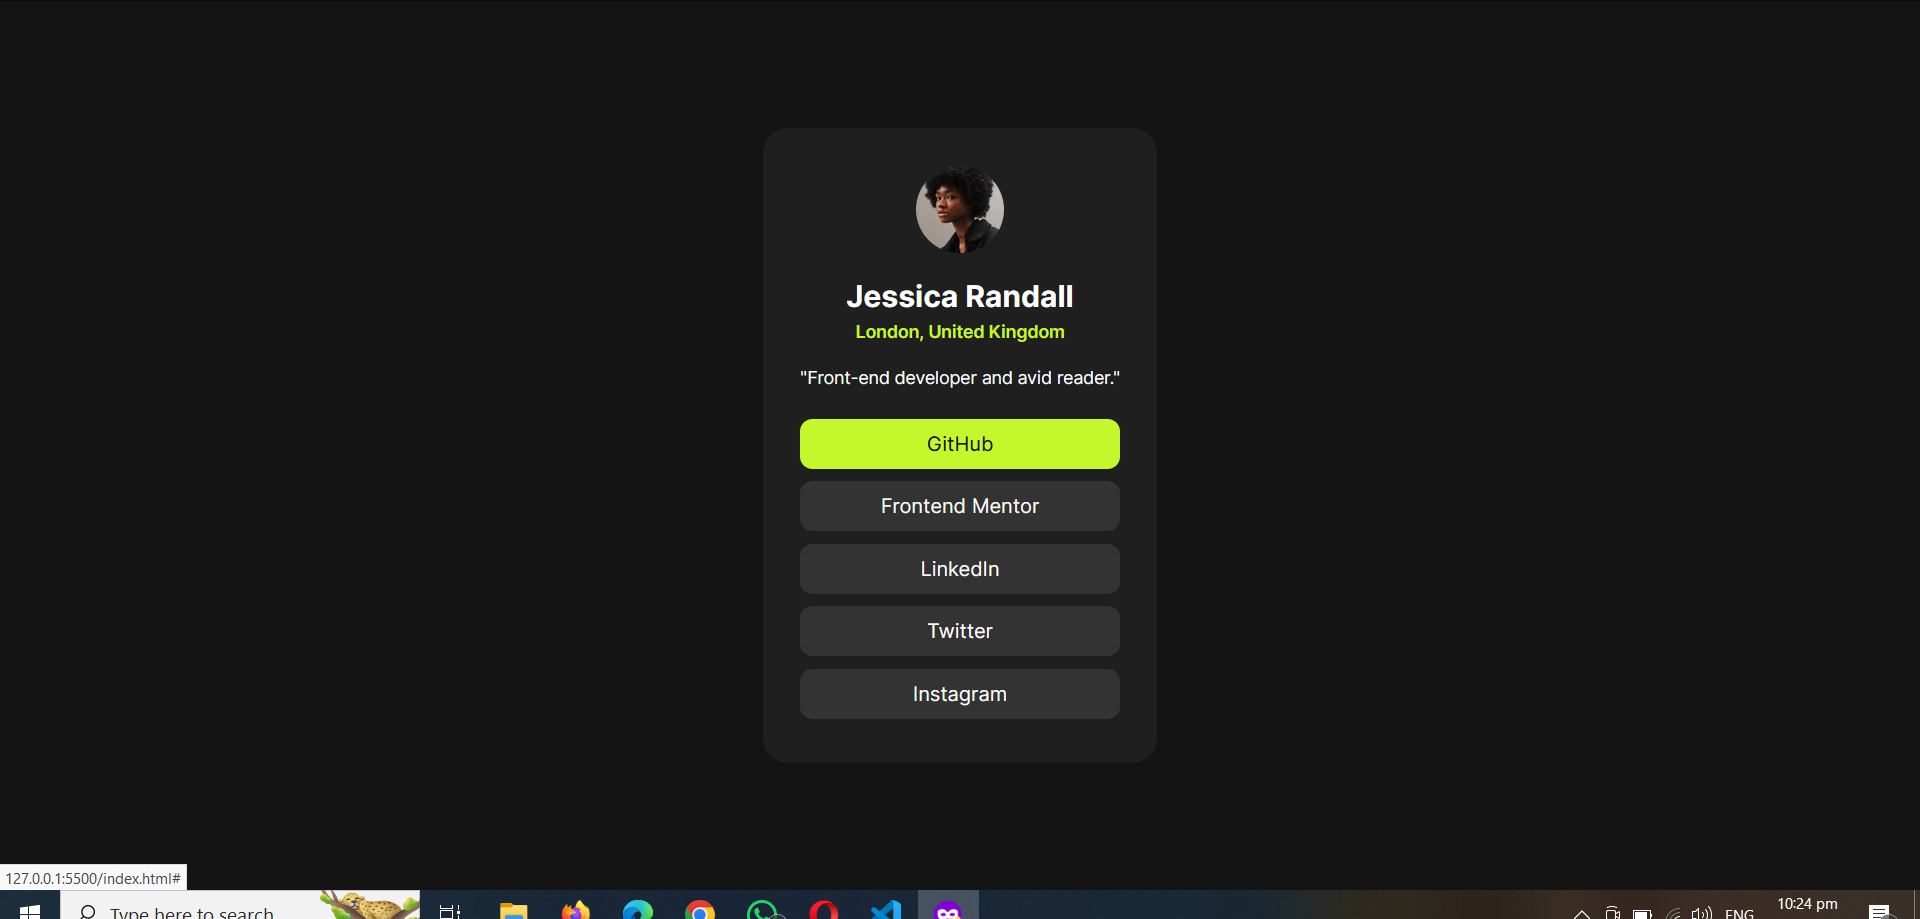 Jessica Randall
London, United Kingdom
"Front-end developer and avid reader."
GitHub
Frontend Mentor
LinkedIn
Twitter
Instagram
127.0.0.1:5500/index.html#
Type here to search
ENG
10:24 pm